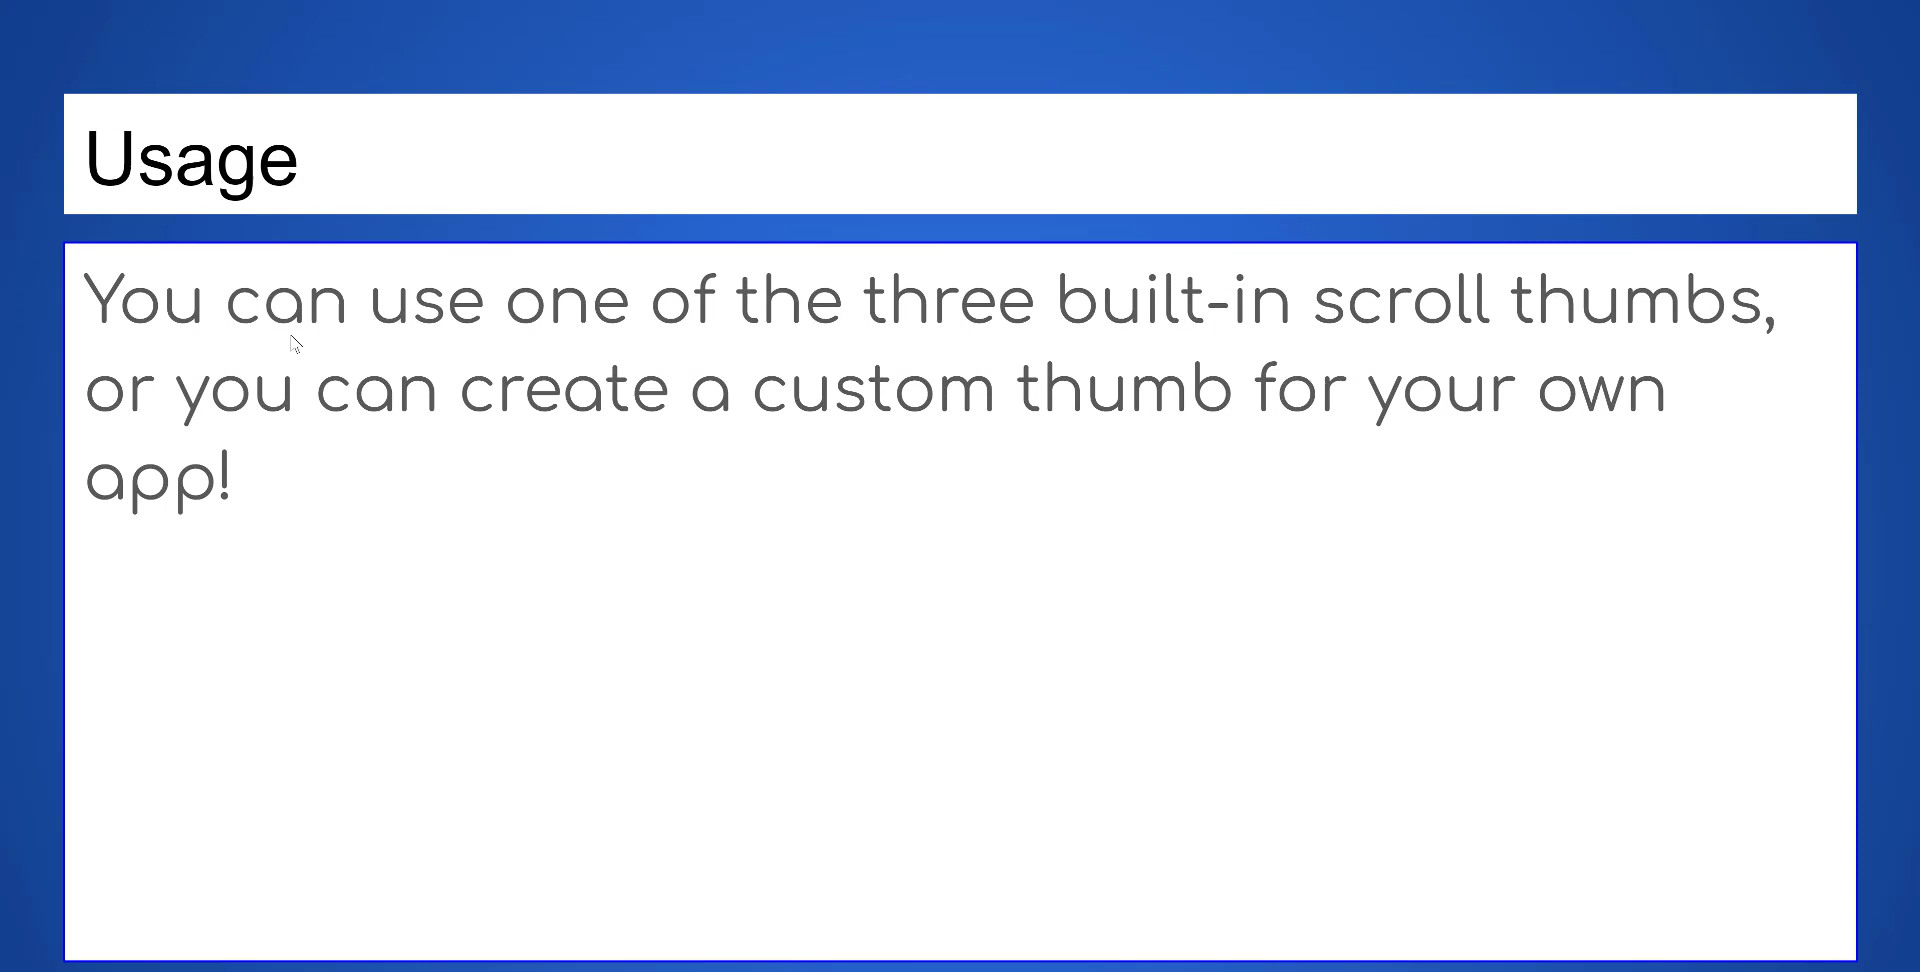 Usage
You can use one of the three built-in scroll thumbs,
or you can create a custom thumb for your own
app!